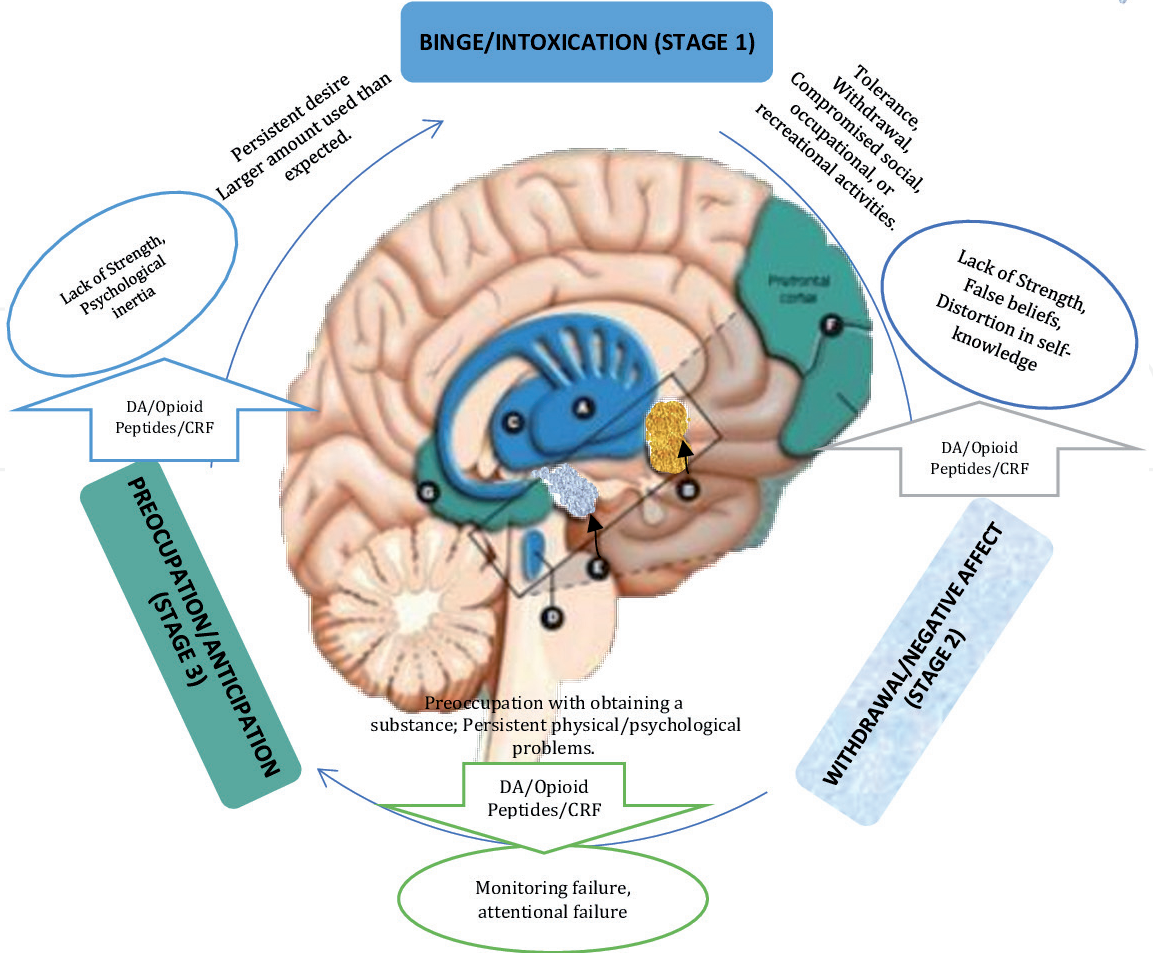 BINGE/INTOXICATION (STAGE 1)
Persistent desire
Larger amount used than
expected.
Tolerance,
Withdrawal,
Compromised social,
occupational, or
recreational activities.
Lack of Strength,
Psychological
inertia
Lack of Strength,
False beliefs,
Distortion in self-
knowledge
Prefrontal
cortex
F
A
C
B
G
E
D
DA/Opioid
Peptides/CRF
DA/Opioid
Peptides/CRF
PREOCUPATION/ANTICIPATION
(STAGE 3)
WITHDRAWAL/NEGATIVE AFFECT
(STAGE 2)
Preoccupation with obtaining a
substance; Persistent physical/psychological
problems.
DA/Opioid
Peptides/CRF
Monitoring failure,
attentional failure